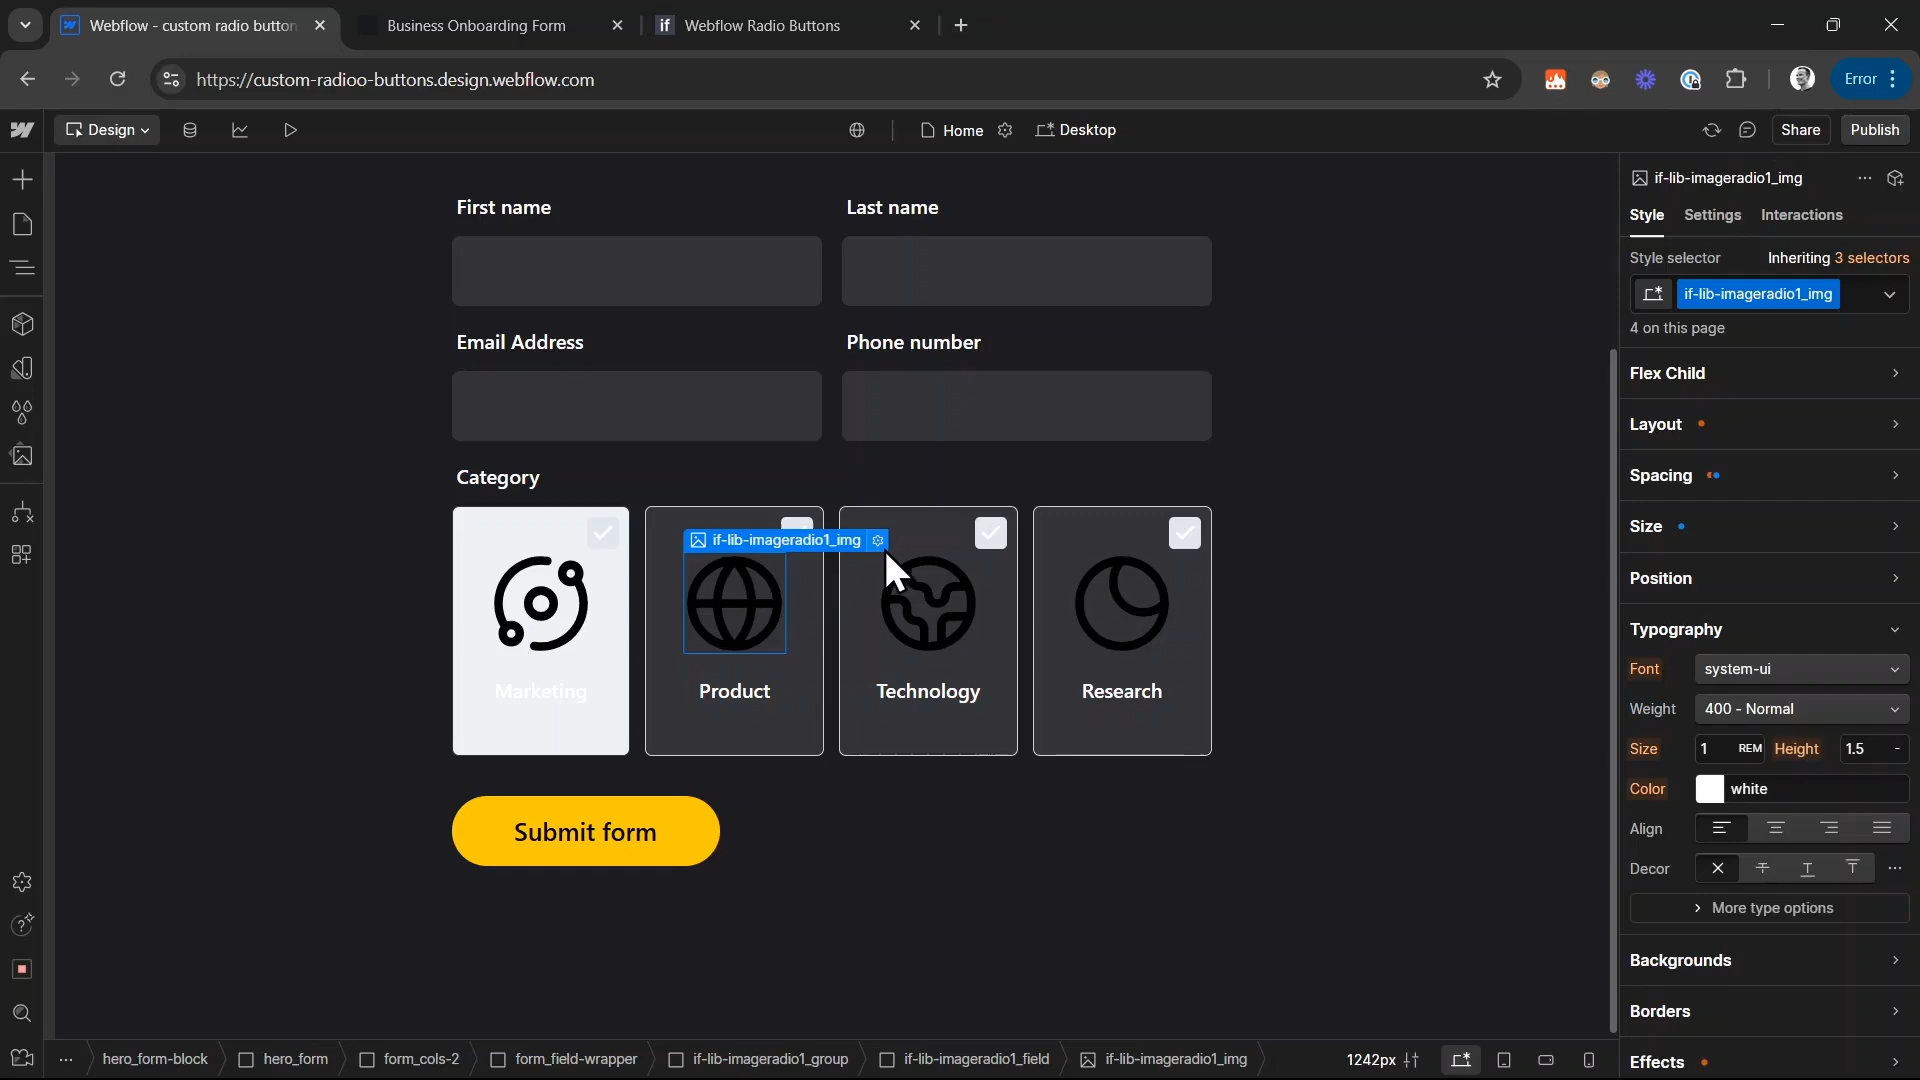 Webflow - custom radio button
Business Onboarding Form
if Webflow Radio Buttons
https://custom-radioo-buttons.design.webflow.com
Error
Design
Home
Desktop
Share
Publish
if-lib-imageradio1_img
Style
Settings
Interactions
Style selector
Inheriting 3 selectors
if-lib-imageradio1_img
4 on this page
Flex Child
Layout
Spacing
Size
Position
Typography
Font
system-ui
Weight
400 - Normal
Size
1 REM
Height
1.5 -
Color
white
Align
Decor
More type options
Backgrounds
Borders
Effects
First name
Last name
Email Address
Phone number
Category
if-lib-imageradio1_img
Marketing
Product
Technology
Research
Submit form
hero_form-block
hero_form
form_cols-2
form_field-wrapper
if-lib-imageradio1_group
if-lib-imageradio1_field
if-lib-imageradio1_img
1242px